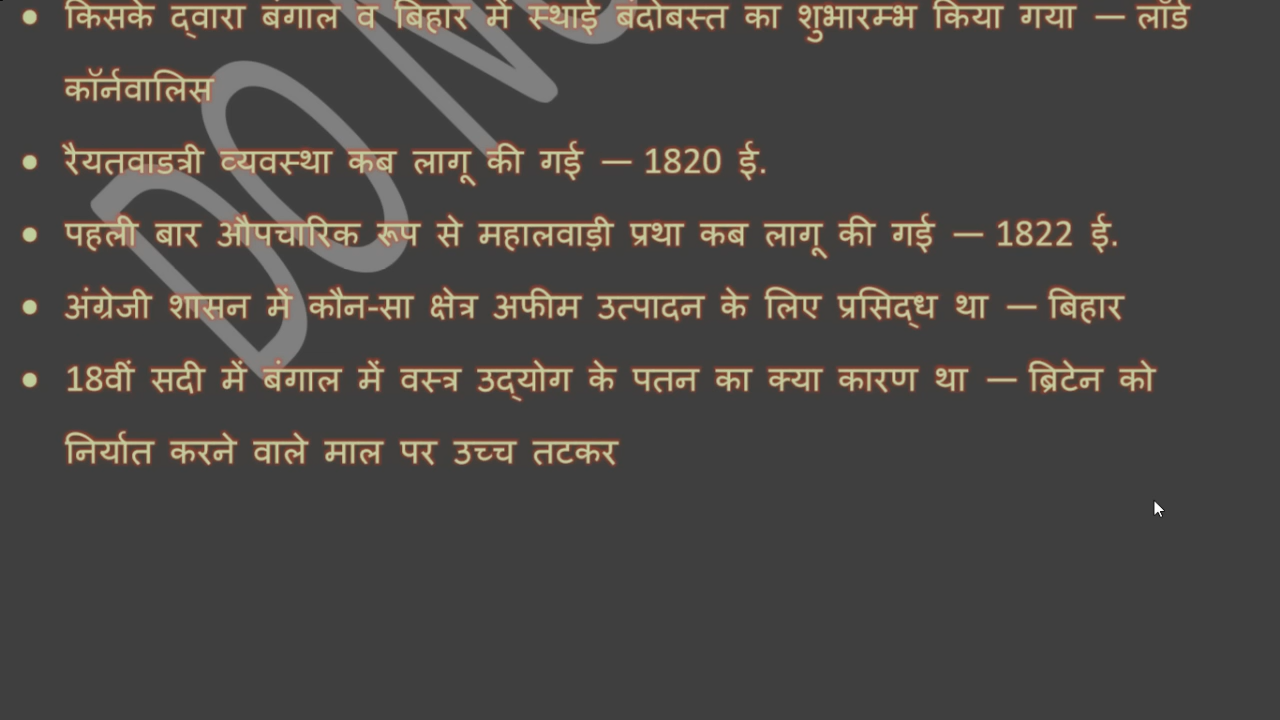 • किसके द्वारा बंगाल व बिहार में स्थाई बंदोबस्त का शुभारम्भ किया गया — लॉर्ड
कॉर्नवालिस
• रैयतवाडत्री व्यवस्था कब लागू की गई — 1820 ई.
• पहली बार औपचारिक रूप से महालवाड़ी प्रथा कब लागू की गई — 1822 ई.
• अंग्रेजी शासन में कौन-सा क्षेत्र अफीम उत्पादन के लिए प्रसिद्ध था — बिहार
• 18वीं सदी में बंगाल में वस्त्र उद्योग के पतन का क्या कारण था — ब्रिटेन को
निर्यात करने वाले माल पर उच्च तटकर
DO